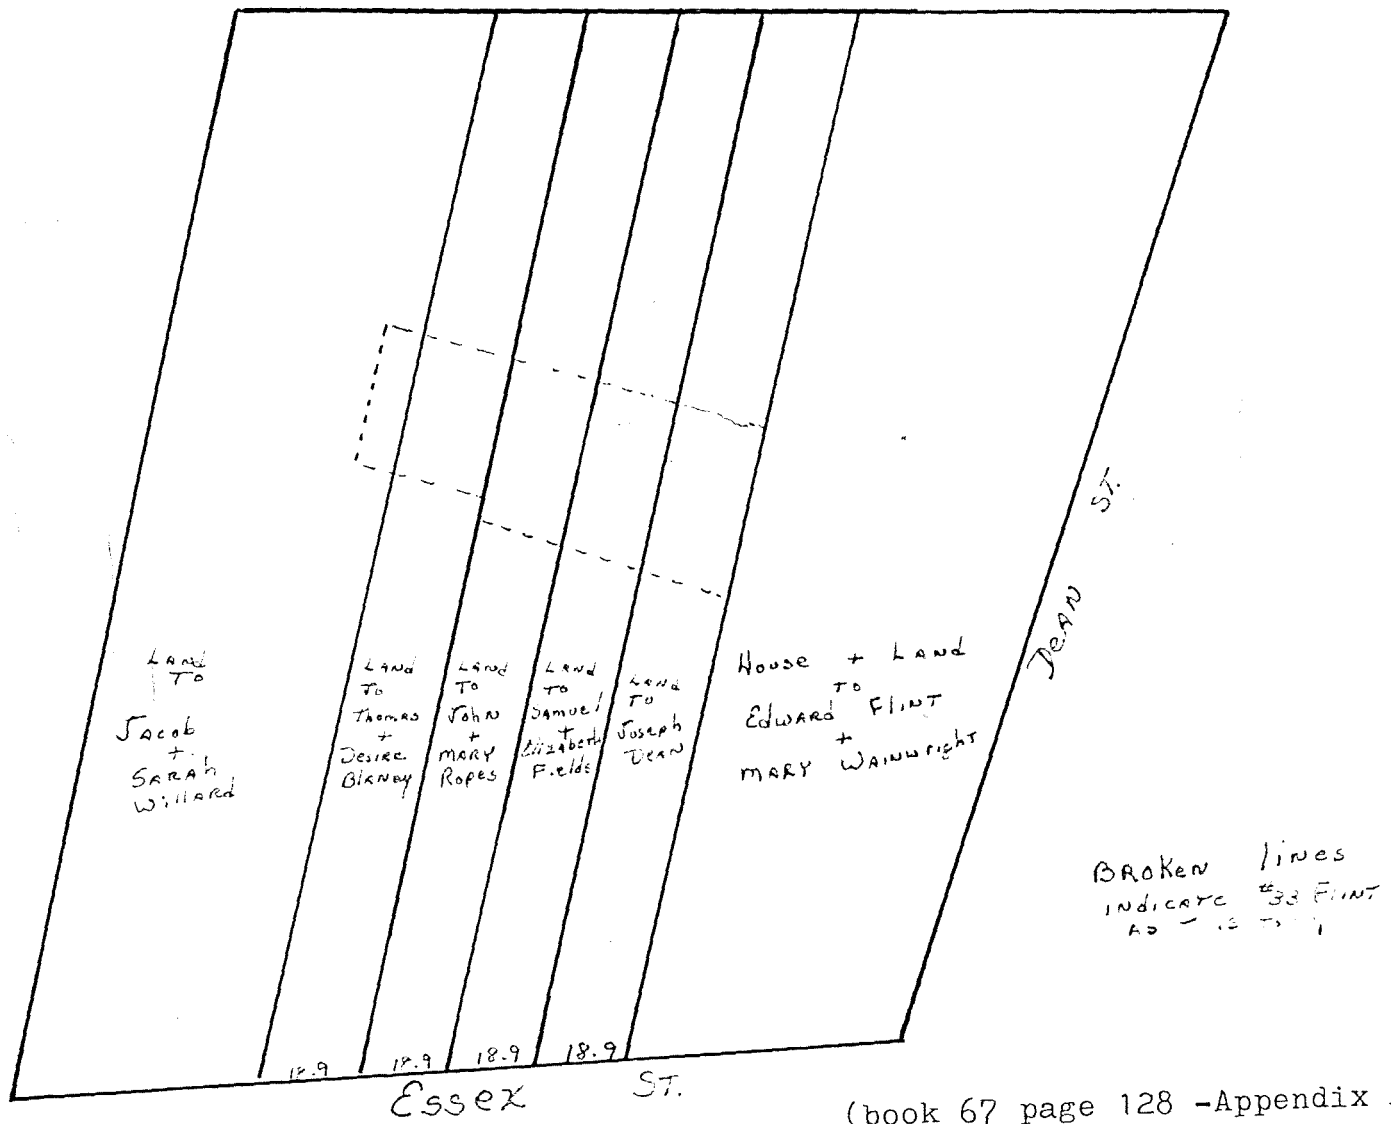 LAND
TO
JACOB
+
SARAH
WillARD
LAND
TO
Thomas
+
Desire
BlANey
LAND
TO
John
+
MARY
Ropes
LAND
TO
Samuel
+
Elizabeth
Fields
LAND
TO
Joseph
DEAN
House + LAND
TO
EDWARD FlINT
+
MARY WAINWRighT
DEAN ST.
BROKEN lines
INdicATe #33 FlINT
AS
18.9 18.9 18.9 18.9
Essex ST.
(book 67 page 128 -Appendix